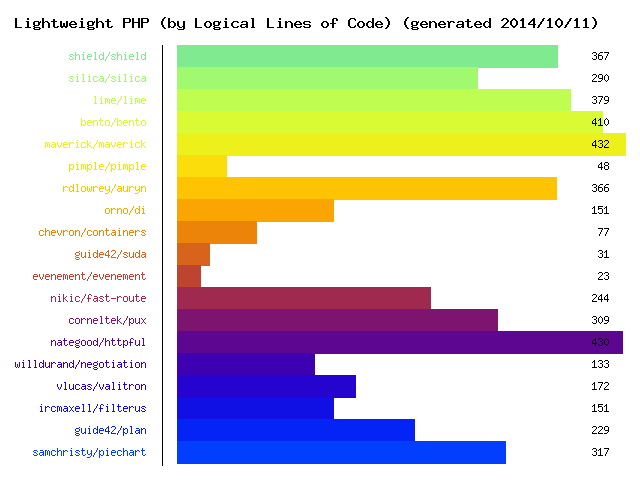 Lightweight PHP (by Logical Lines of Code) (generated 2014/10/11)
shield/shield 367
silica/silica 290
lime/lime 379
bento/bento 410
maverick/maverick 432
pimple/pimple 48
rdlowrey/auryn 366
orno/di 151
chevron/containers 77
guide42/suda 31
evenement/evenement 23
nikic/fast-route 244
corneltek/pux 309
nategood/httpful 430
willdurand/negotiation 133
vlucas/valitron 172
ircmaxell/filterus 151
guide42/plan 229
samchristy/piechart 317